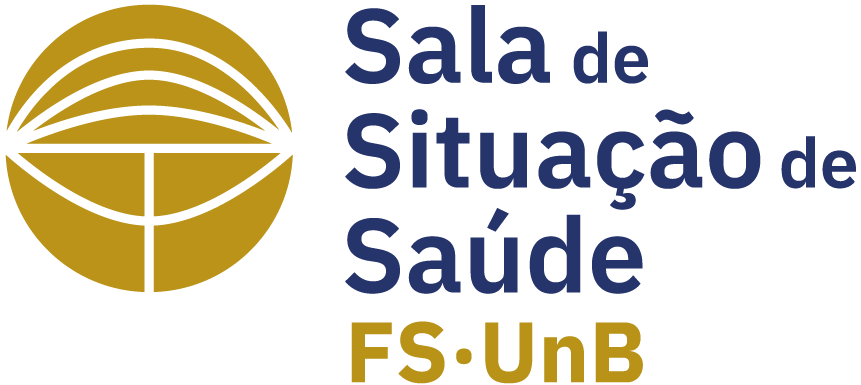 Sala de
Situação de
Saúde
FS·UnB